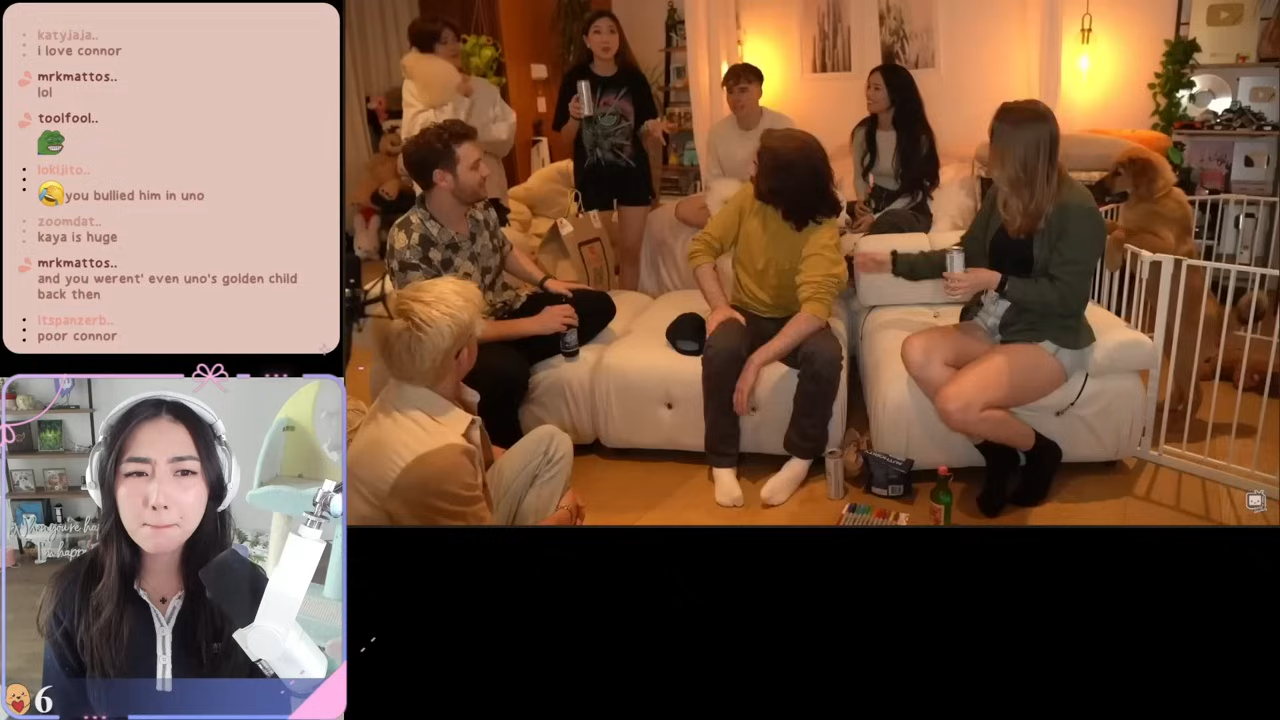 katyjaja..
i love connor
mrkmattos..
lol
toolfool..
lokijito..
you bullied him in uno
zoomdat..
kaya is huge
mrkmattos..
and you werent' even uno's golden child
back then
itspanzerb..
poor connor
I'm happy
6